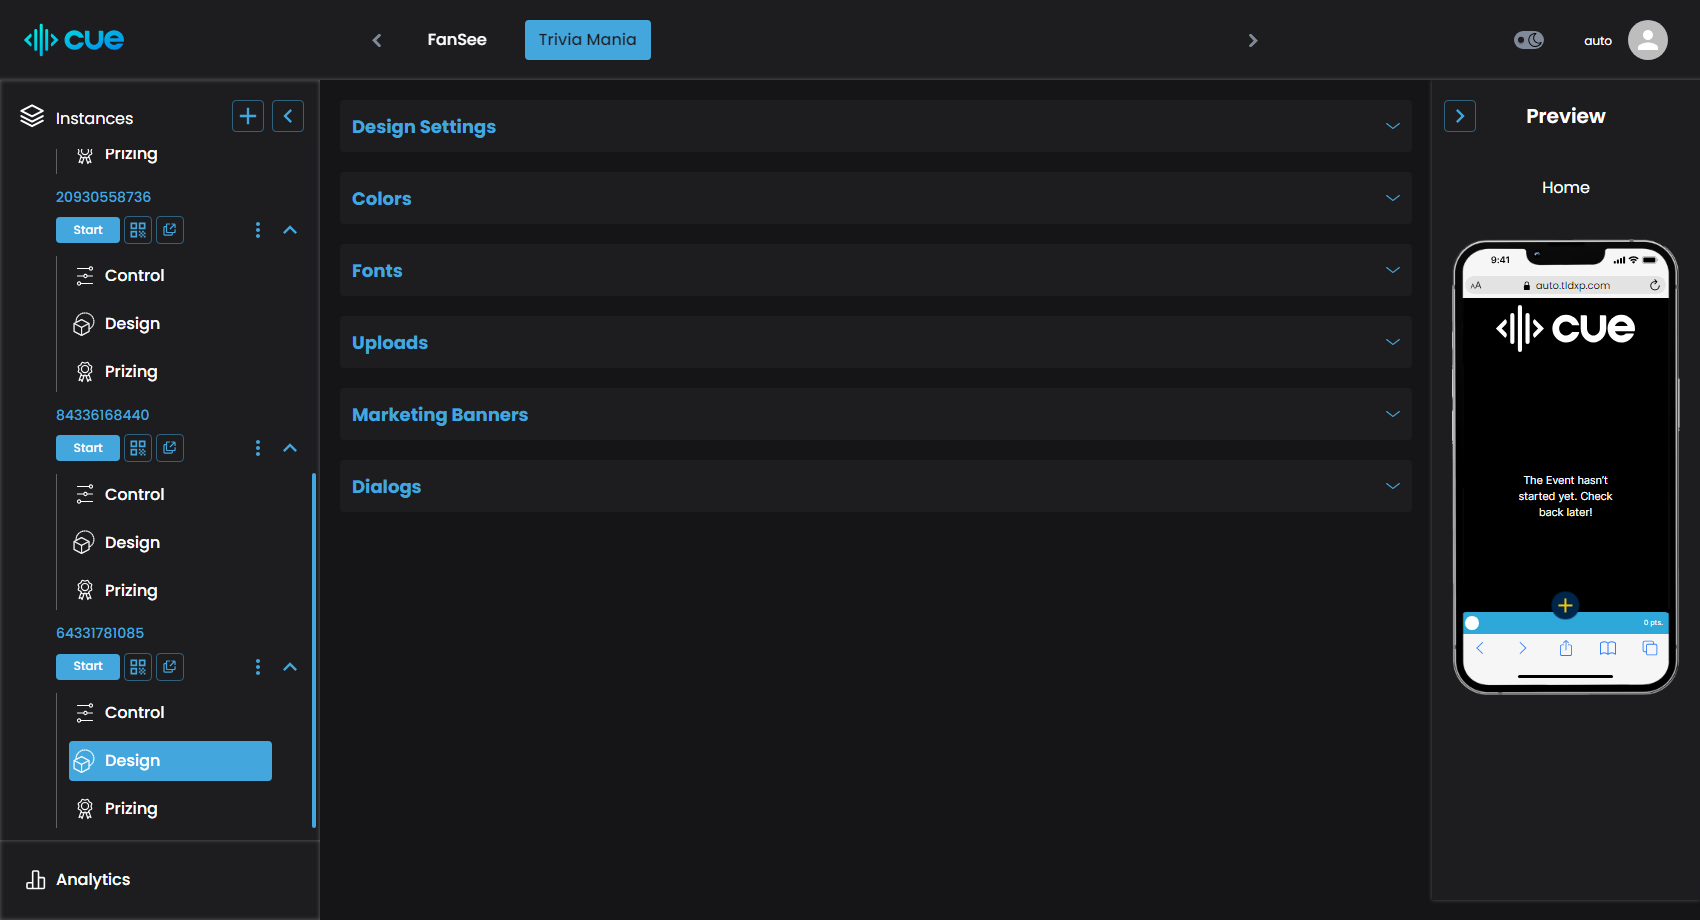 cue
FanSee
Trivia Mania
auto
Instances
Prizing
20930558736
Start
Control
Design
Prizing
84336168440
Start
Control
Design
Prizing
64331781085
Start
Control
Design
Prizing
Analytics
Design Settings
Colors
Fonts
Uploads
Marketing Banners
Dialogs
Preview
Home
9:41
AA auto.tldxp.com
cue
The Event hasn't
started yet. Check
back later!
0 pts.